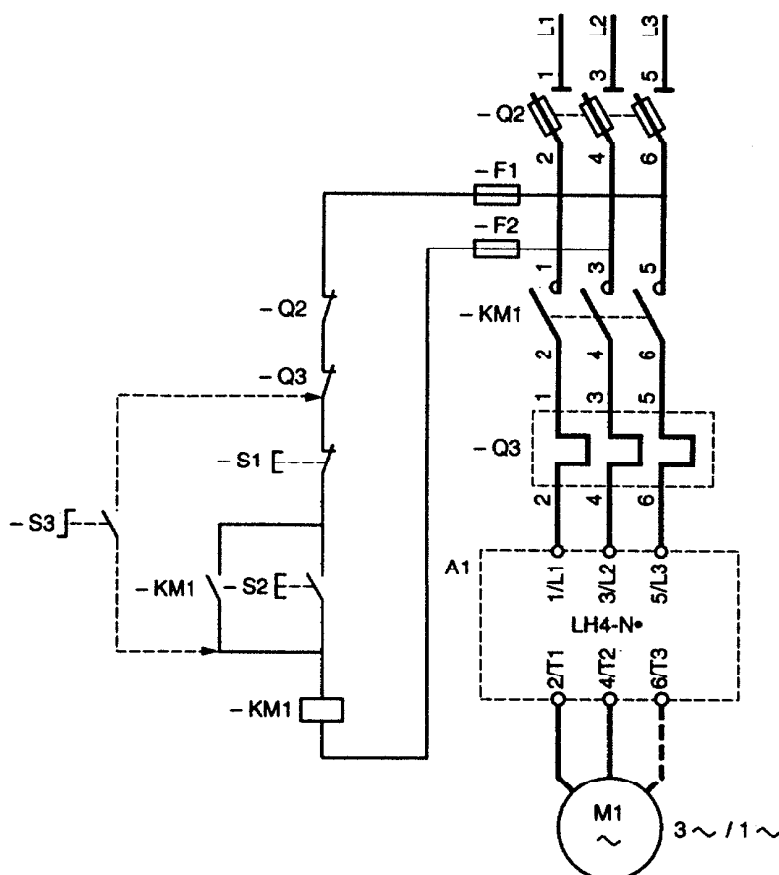 L1 L2 L3
1 3 5
– Q2
2 4 6
– F1
– F2
1 3 5
– Q2
– KM1
2 4 6
– Q3
1 3 5
– Q3
– S1
2 4 6
– S3
A1
1/L1 3/L2 5/L3
– KM1
– S2
LH4-N•
2/T1 4/T2 6/T3
– KM1
M1
~
3 ~ / 1 ~